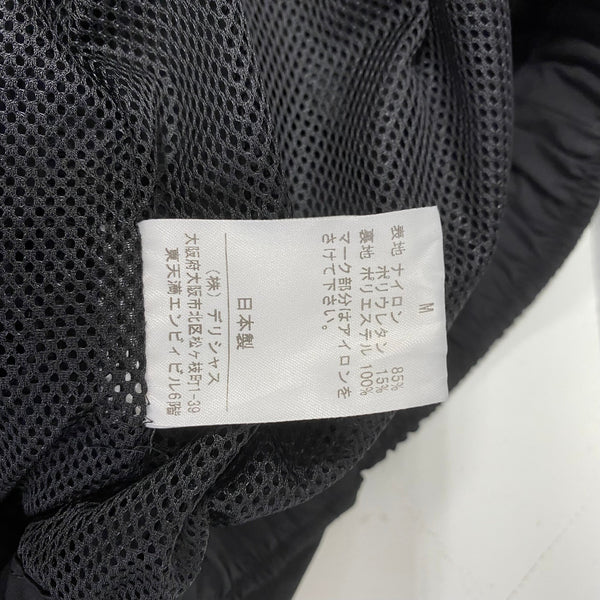 M
表地 ナイロン 85%
ポリウレタン 15%
裏地 ポリエステル 100%
マーク部分はアイロンを
さけて下さい。
日本製
(株) デリシャス
大阪府大阪市北区松ヶ枝町1-39
東天満エンビィビル6階